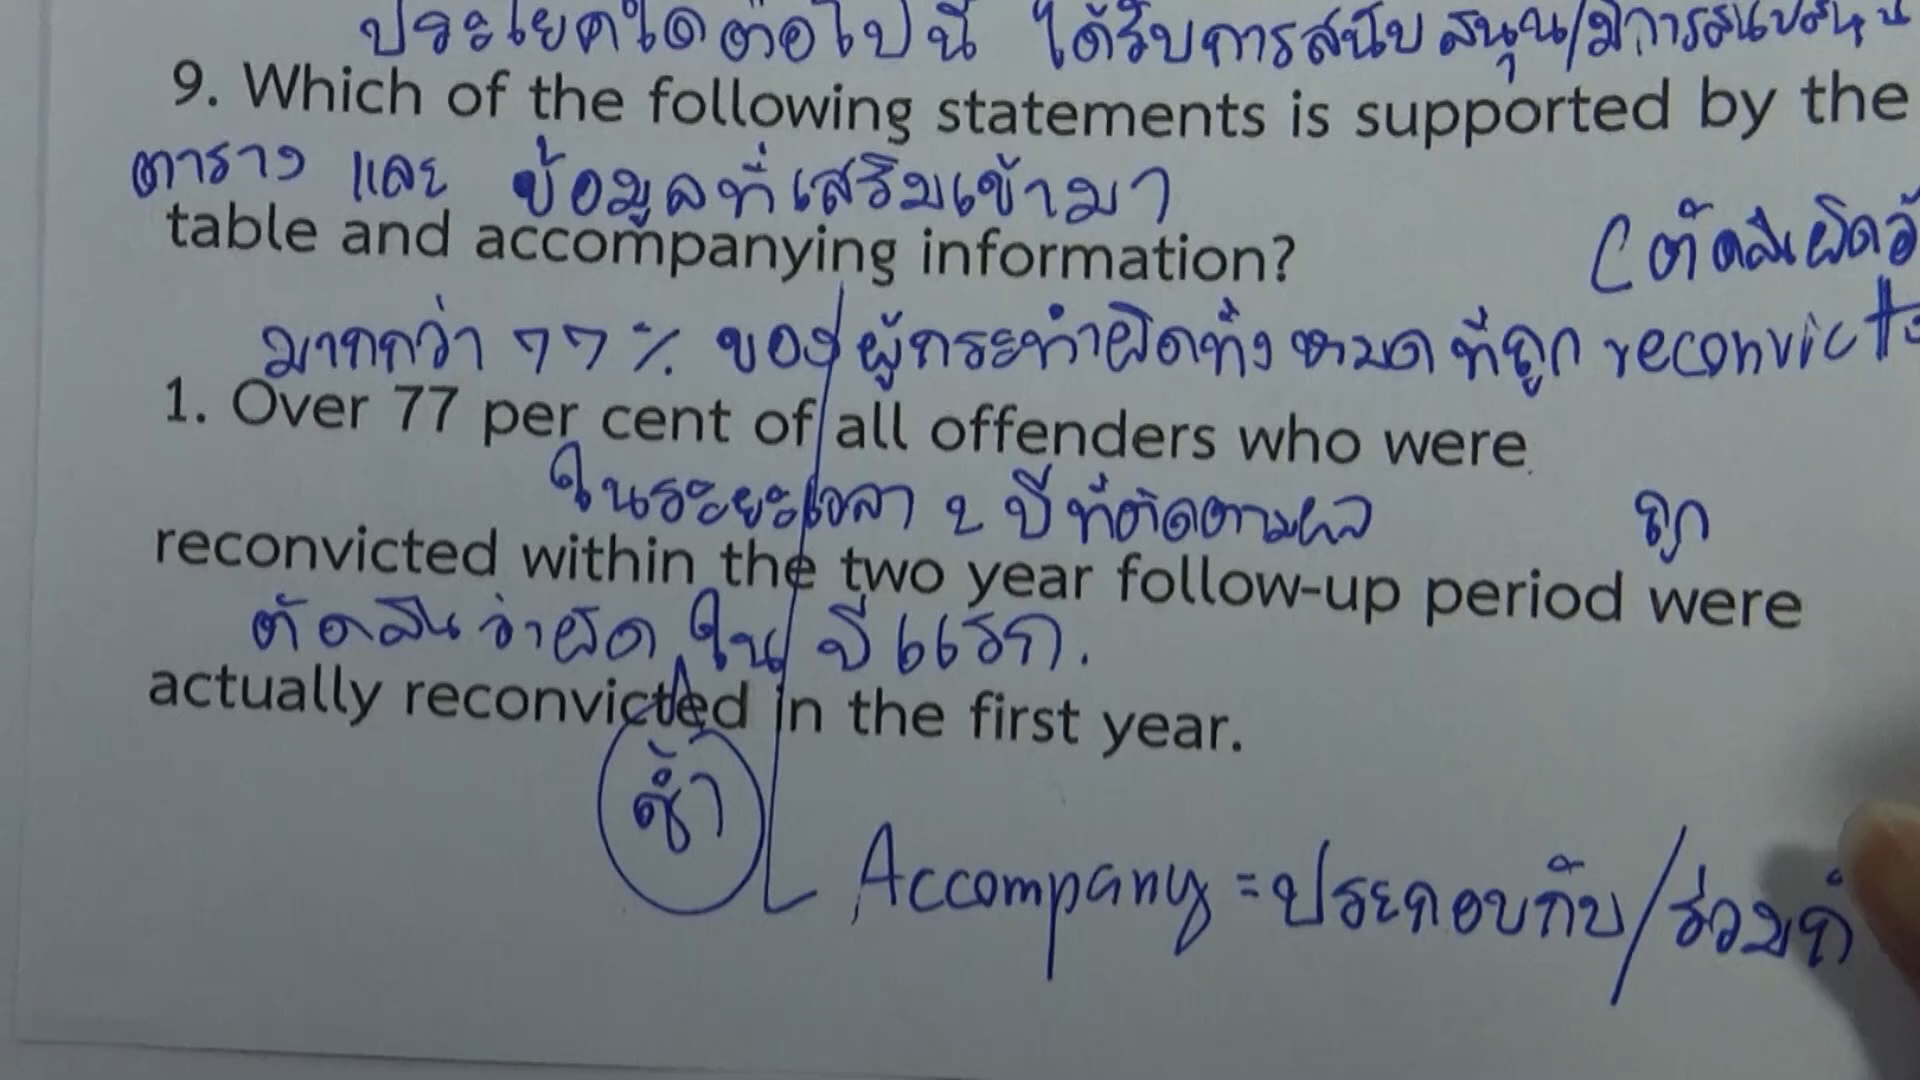 ประโยคใดต่อไปนี้ ได้รับการสนับสนุน/มีการสนับสนุน
9. Which of the following statements is supported by the
ตาราง และ ข้อมูลที่เสริมเข้ามา
table and accompanying information?
(ตัดสินผิด
มากกว่า 77% ของ ผู้กระทำผิดทั้งหมด ที่ถูก reconvict
1. Over 77 per cent of all offenders who were
ในระยะเวลา 2 ปี ที่ติดตามผล ถูก
reconvicted within the two year follow-up period were
ตัดสินว่าผิด ใน ปีแรก.
actually reconvicted in the first year.
ซ้ำ
Accompany = ประกอบกับ/ร่วมกั